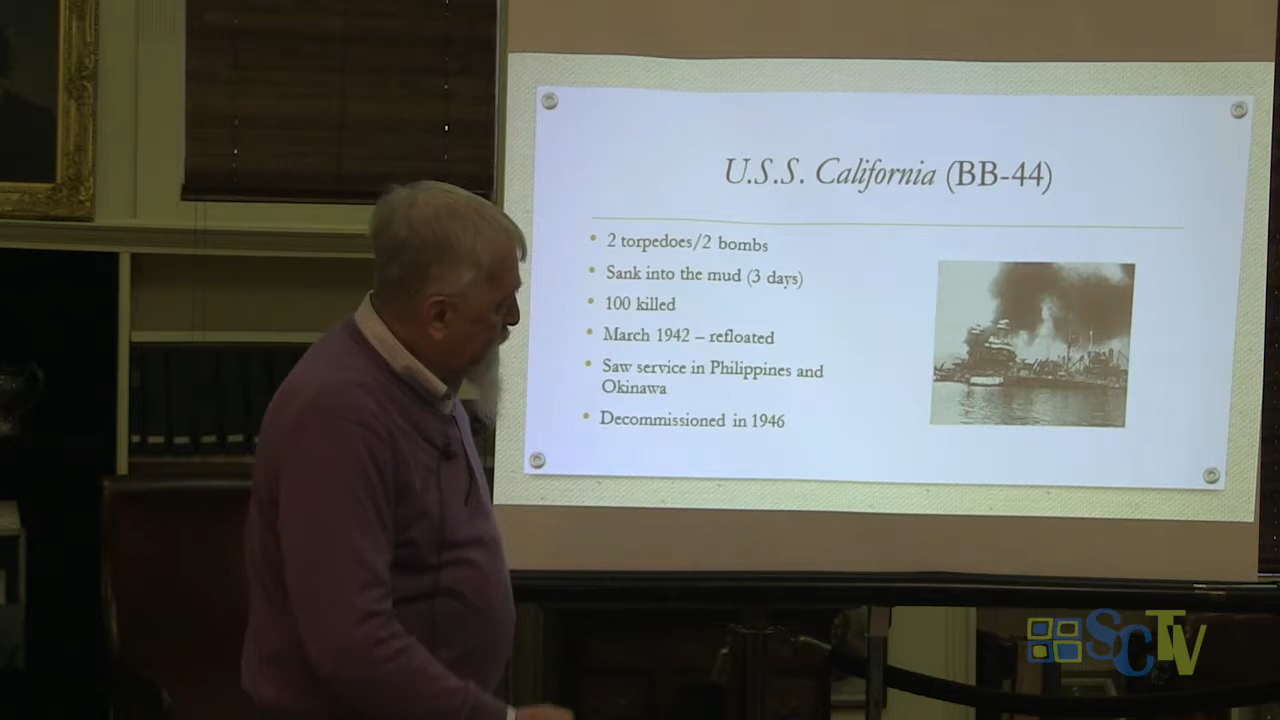 U.S.S. California (BB-44)
• 2 torpedoes/2 bombs
• Sank into the mud (3 days)
• 100 killed
• March 1942 – refloated
• Saw service in Philippines and
Okinawa
• Decommissioned in 1946
SCTV